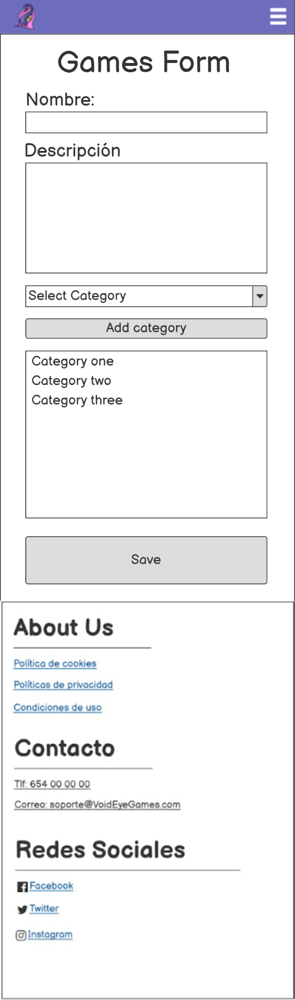 Games Form
Nombre:
Descripción
Select Category
Add category
Category one
Category two
Category three
Save
About Us
Política de cookies
Políticas de privacidad
Condiciones de uso
Contacto
Tlf: 654 00 00 00
Correo: soporte@VoidEyeGames.com
Redes Sociales
Facebook
Twitter
Instagram